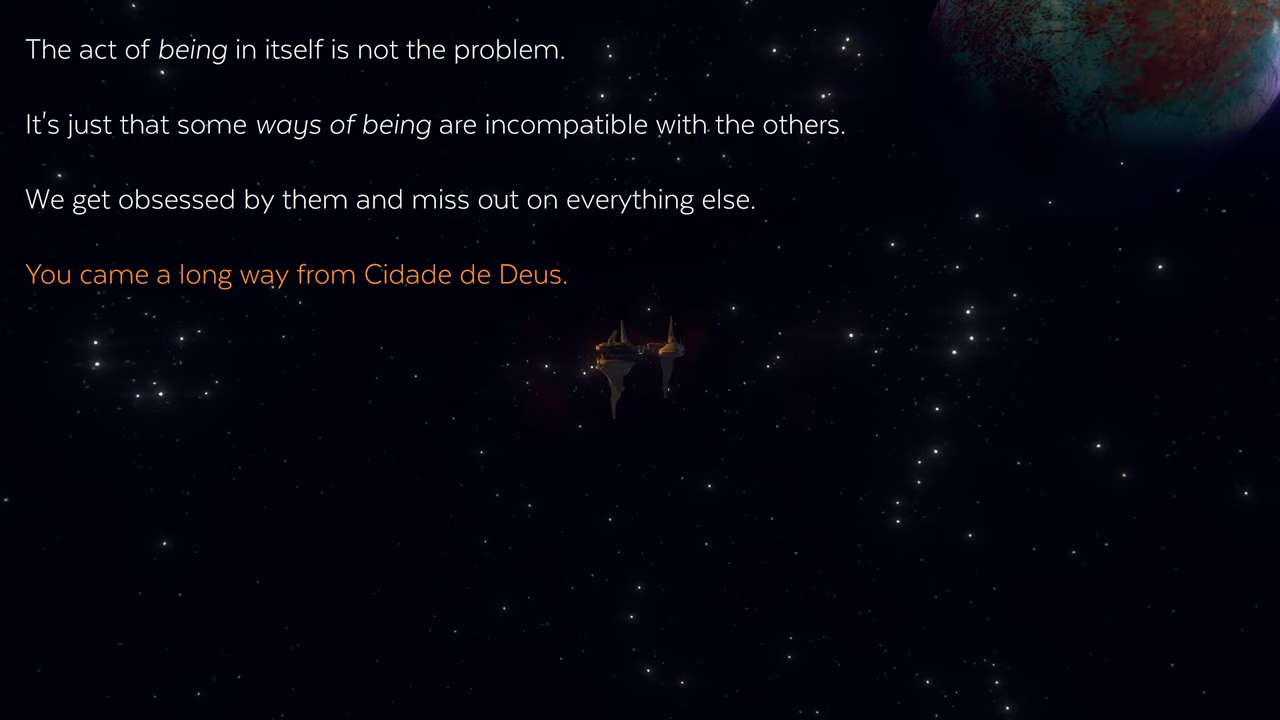 The act of being in itself is not the problem.
It's just that some ways of being are incompatible with the others.
We get obsessed by them and miss out on everything else.
You came a long way from Cidade de Deus.